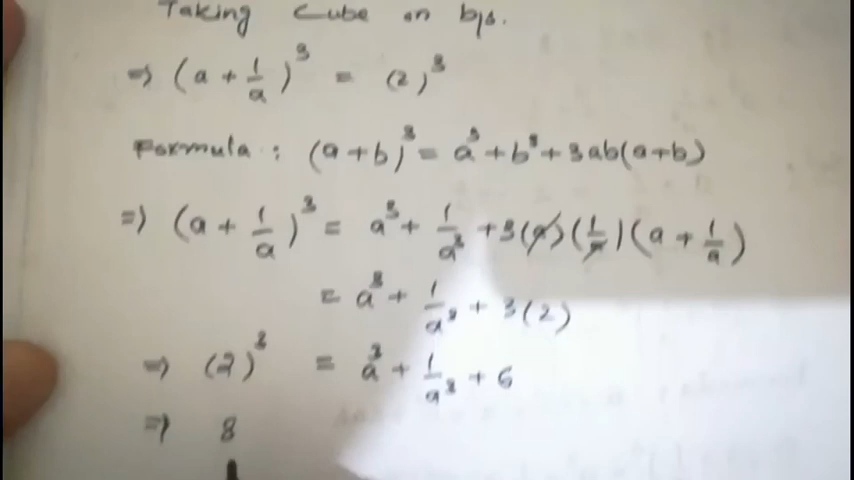 Taking Cube on b/s.
⇒ (a + 1/a)³ = (2)³
Formula : (a+b)³ = a³ + b³ + 3ab(a+b)
⇒ (a + 1/a)³ = a³ + 1/a³ + 3(a)(1/a)(a + 1/a)
= a³ + 1/a³ + 3(2)
⇒ (2)³ = a³ + 1/a³ + 6
⇒ 8